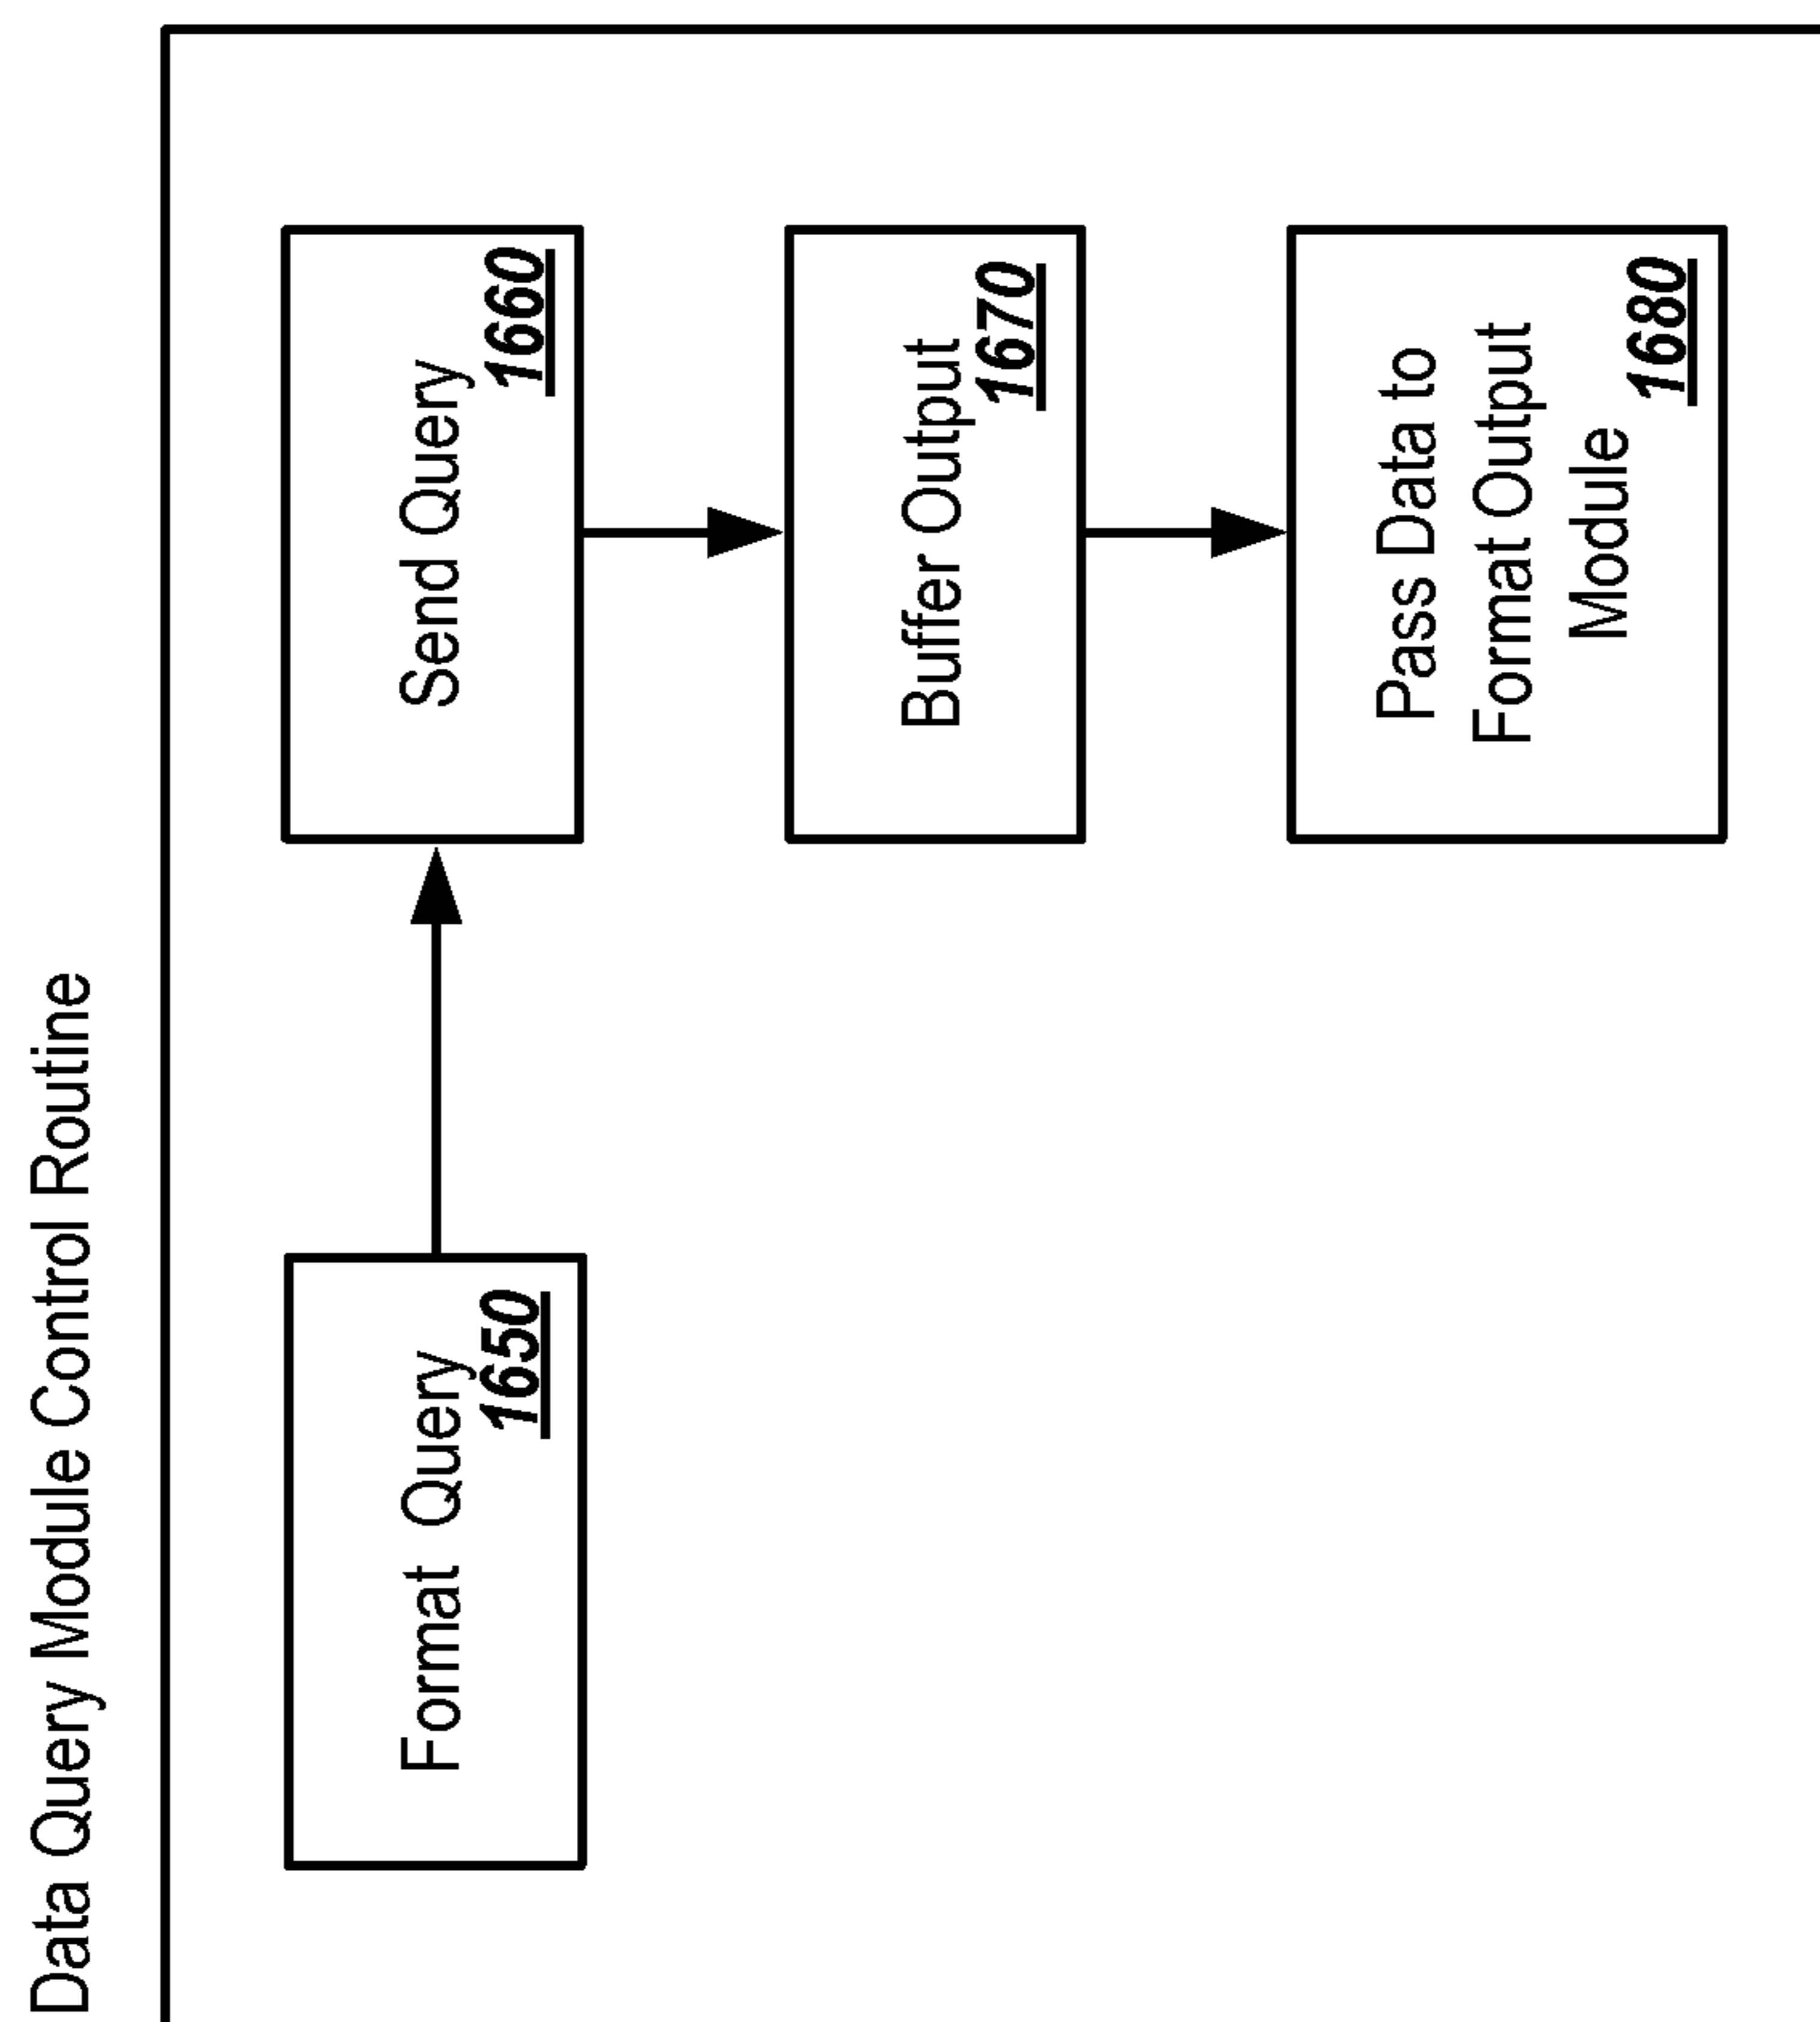 Data Query Module Control Routine
Format Query
1650
Send Query
1660
Buffer Output
1670
Pass Data to
Format Output
Module
1680